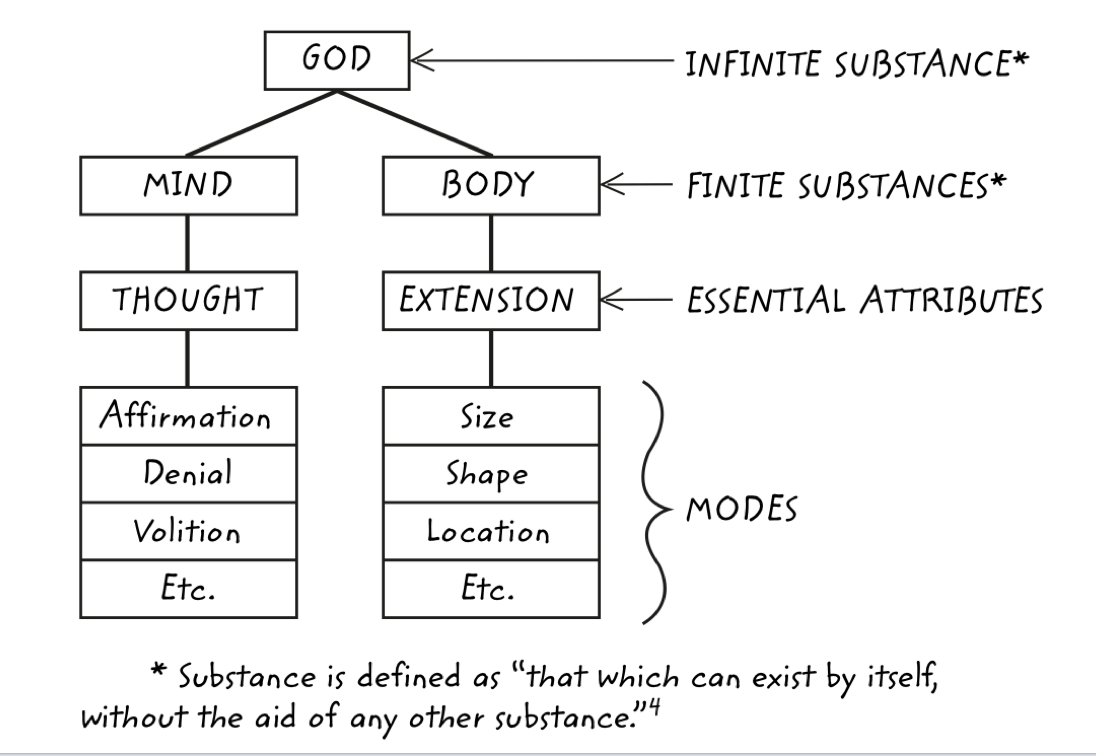 GOD
INFINITE SUBSTANCE*
MIND
BODY
FINITE SUBSTANCES*
THOUGHT
EXTENSION
ESSENTIAL ATTRIBUTES
Affirmation
Size
Denial
Shape
MODES
Volition
Location
Etc.
Etc.
* Substance is defined as “that which can exist by itself,
without the aid of any other substance.”4